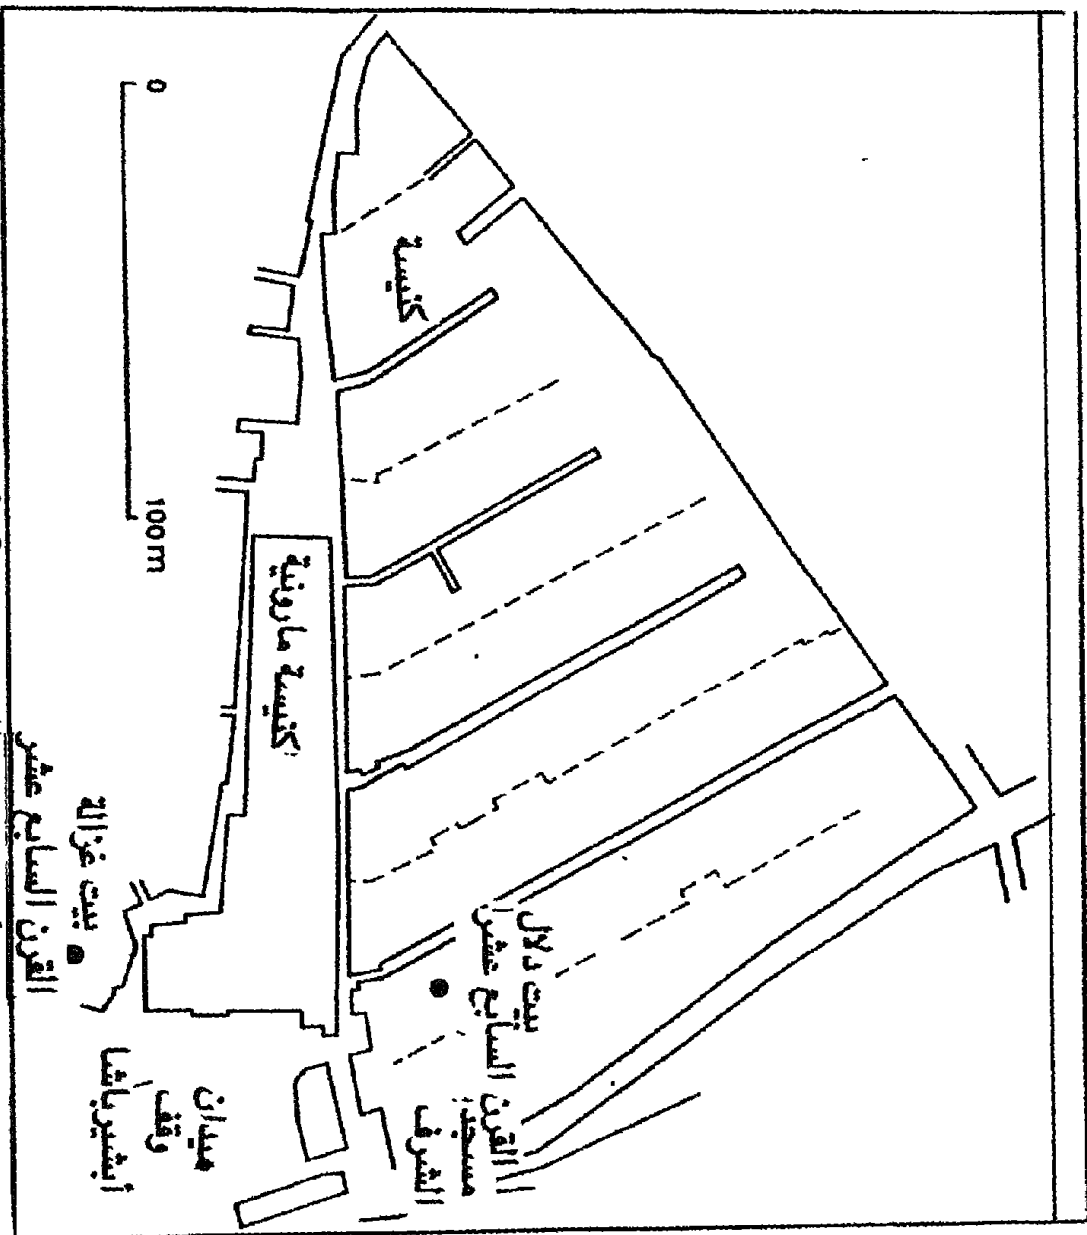 0
100 m
كنيسة
كنيسة مارونية
بيت غزالة
القرن السابع عشر
بيت دلال
القرن السابع عشر
مسجد
الشرف
ميدان
وقف
أبشير باشا